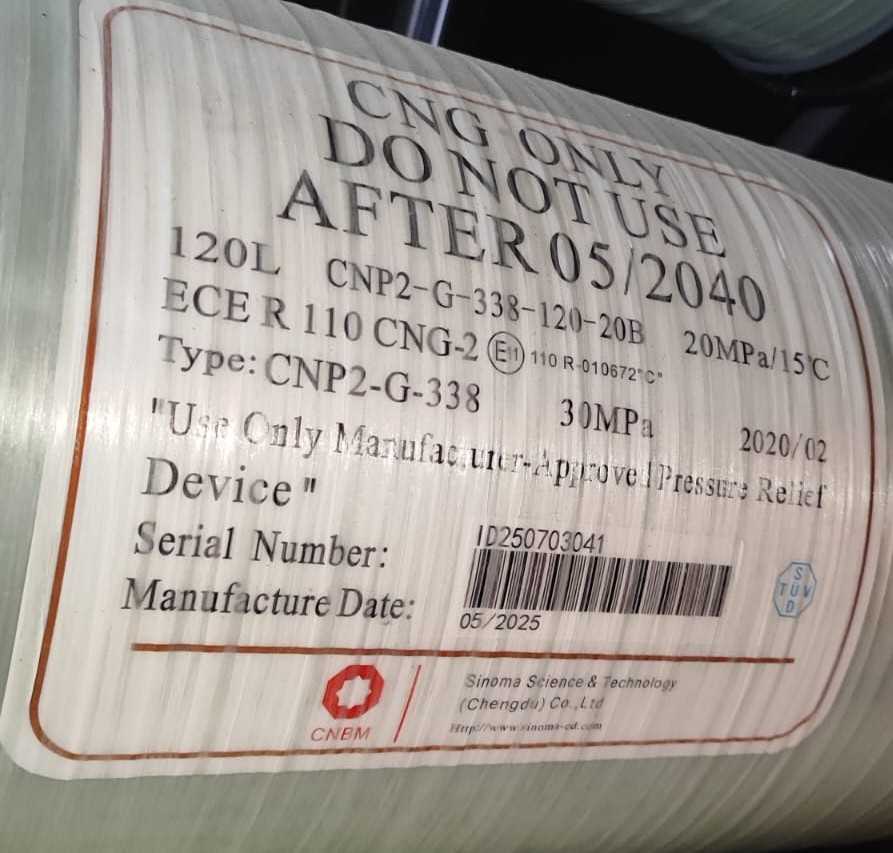 CNG ONLY
DO NOT USE
AFTER 05/2040
120L CNP2-G-338-120-20B 20MPa/15℃
ECE R 110 CNG-2 E11 110 R-010672"C"
Type: CNP2-G-338 30MPa 2020/02
"Use Only Manufacturer-Approved Pressure Relief
Device"
Serial Number: ID250703041
Manufacture Date: 05/2025
TÜV SÜD
CNBM
Sinoma Science & Technology
(Chengdu) Co.,Ltd
Http://www.sinoma-cd.com